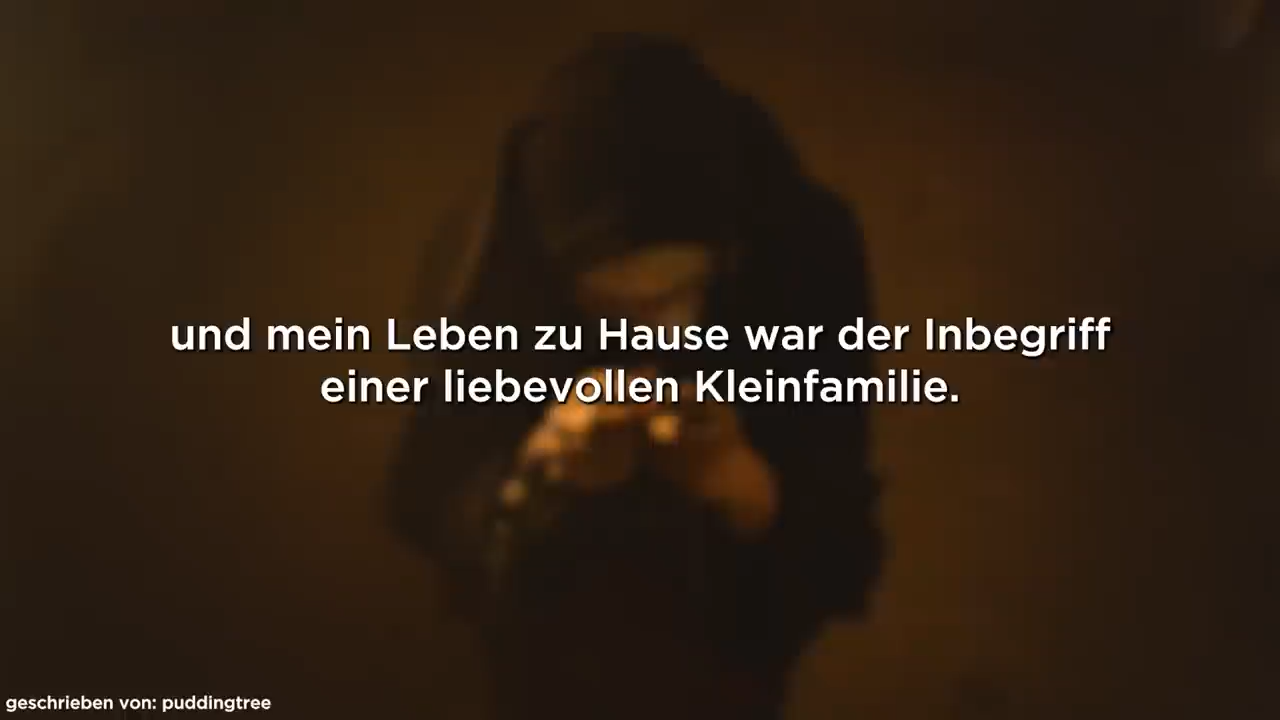 und mein Leben zu Hause war der Inbegriff
einer liebevollen Kleinfamilie.
geschrieben von: puddingtree